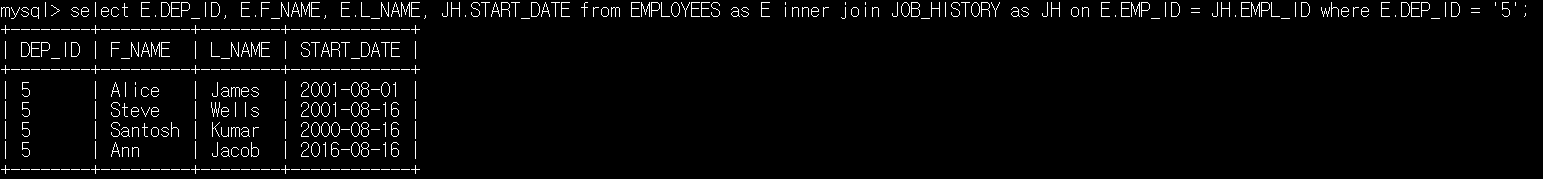 mysql> select E.DEP_ID, E.F_NAME, E.L_NAME, JH.START_DATE from EMPLOYEES as E inner join JOB_HISTORY as JH on E.EMP_ID = JH.EMPL_ID where E.DEP_ID = '5';
+--------+---------+--------+------------+
| DEP_ID | F_NAME  | L_NAME | START_DATE |
+--------+---------+--------+------------+
| 5      | Alice   | James  | 2001-08-01 |
| 5      | Steve   | Wells  | 2001-08-16 |
| 5      | Santosh | Kumar  | 2000-08-16 |
| 5      | Ann     | Jacob  | 2016-08-16 |
+--------+---------+--------+------------+